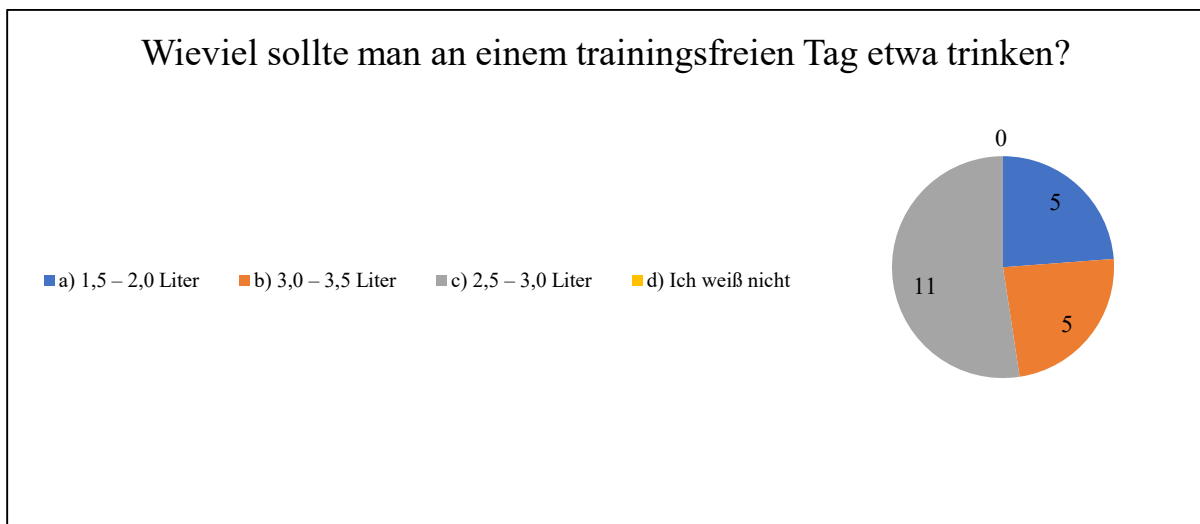 Wieviel sollte man an einem trainingsfreien Tag etwa trinken?
0
5
a) 1,5 – 2,0 Liter b) 3,0 – 3,5 Liter c) 2,5 – 3,0 Liter d) Ich weiß nicht
11
5